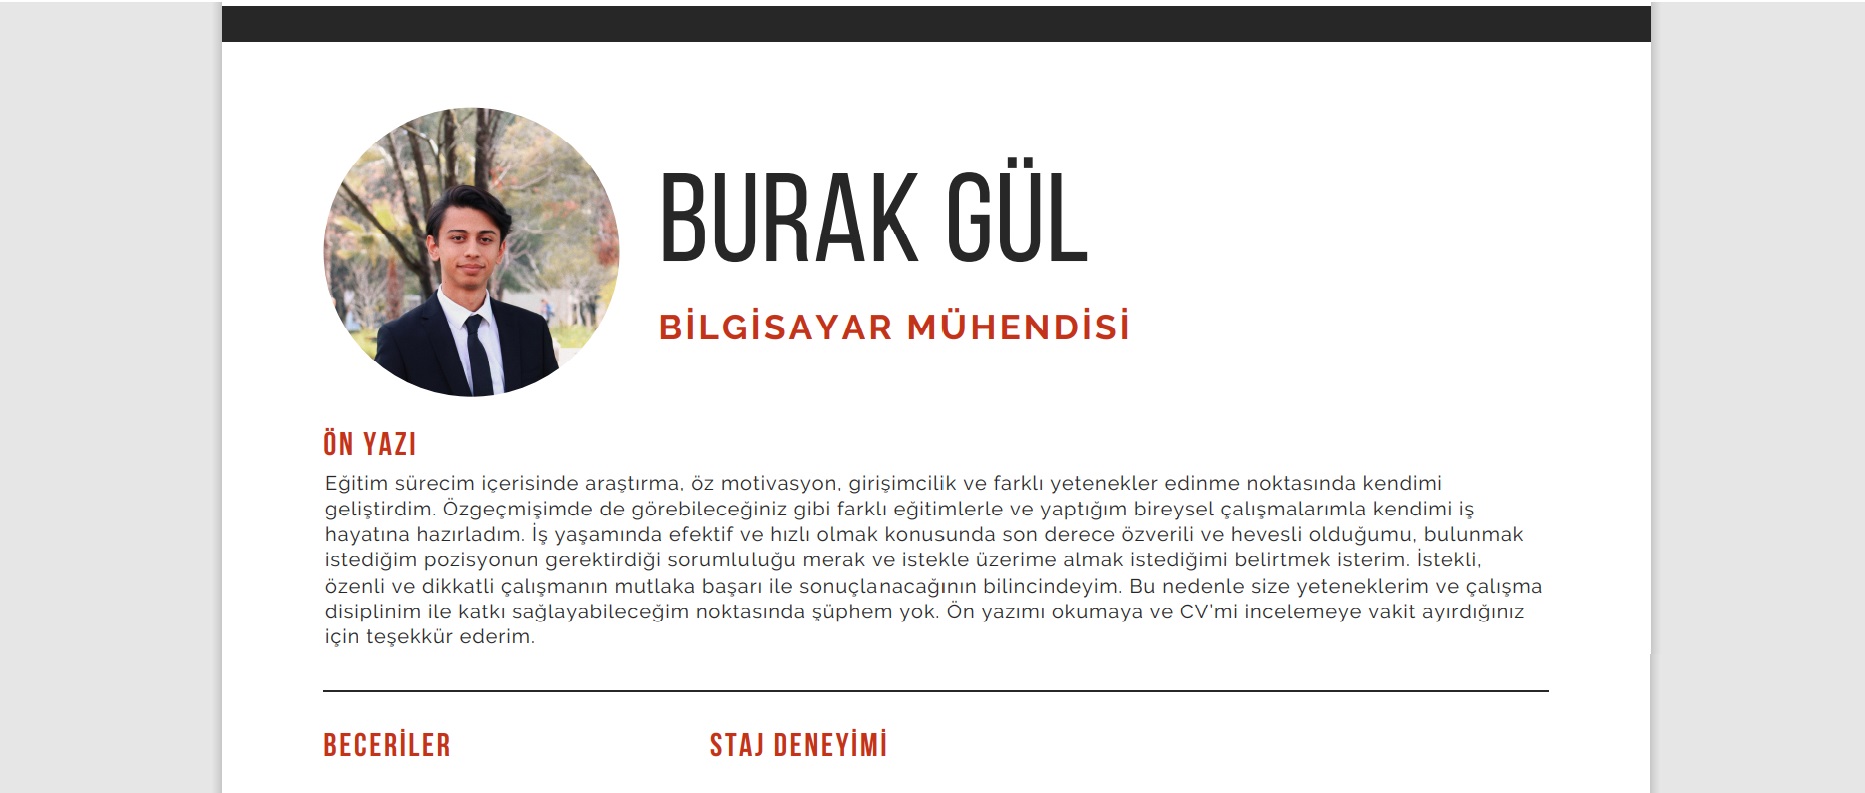 BURAK GÜL
BİLGİSAYAR MÜHENDİSİ
ÖN YAZI
Eğitim sürecim içerisinde araştırma, öz motivasyon, girişimcilik ve farklı yetenekler edinme noktasında kendimi
geliştirdim. Özgeçmişimde de görebileceğiniz gibi farklı eğitimlerle ve yaptığım bireysel çalışmalarımla kendimi iş
hayatına hazırladım. İş yaşamında efektif ve hızlı olmak konusunda son derece özverili ve hevesli olduğumu, bulunmak
istediğim pozisyonun gerektirdiği sorumluluğu merak ve istekle üzerime almak istediğimi belirtmek isterim. İstekli,
özenli ve dikkatli çalışmanın mutlaka başarı ile sonuçlanacağının bilincindeyim. Bu nedenle size yeteneklerim ve çalışma
disiplinim ile katkı sağlayabileceğim noktasında şüphem yok. Ön yazımı okumaya ve CV'mi incelemeye vakit ayırdığınız
için teşekkür ederim.
BECERİLER
STAJ DENEYİMİ